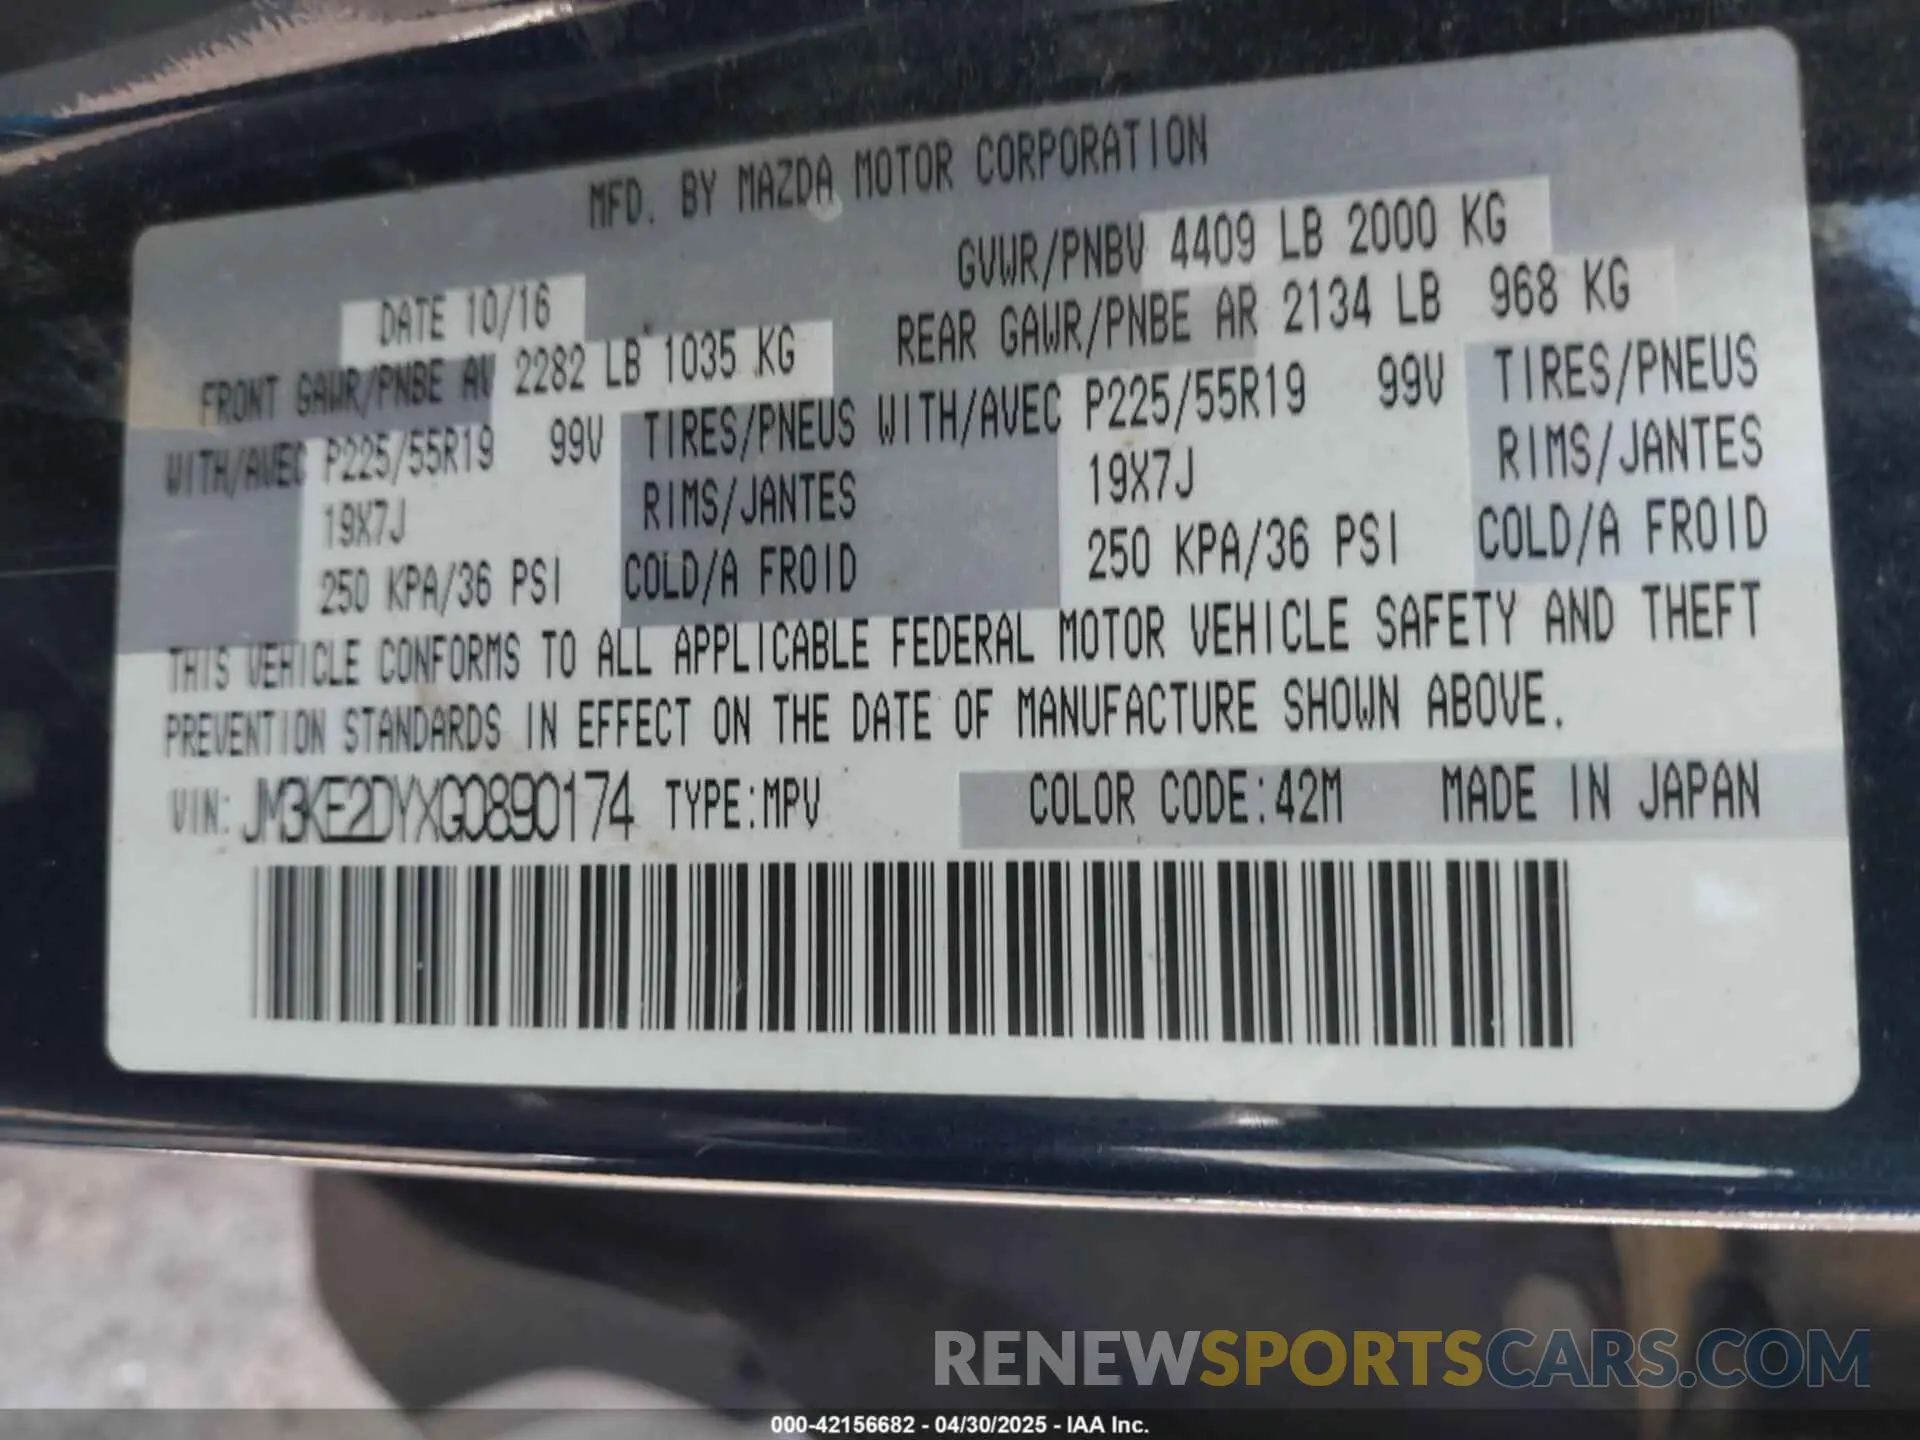 MFD. BY MAZDA MOTOR CORPORATION
DATE 10/16 GVWR/PNBV 4409 LB 2000 KG
FRONT GAWR/PNBE AV 2282 LB 1035 KG REAR GAWR/PNBE AR 2134 LB 968 KG
WITH/AVEC P225/55R19 99V TIRES/PNEUS WITH/AVEC P225/55R19 99V TIRES/PNEUS
19X7J RIMS/JANTES 19X7J RIMS/JANTES
250 KPA/36 PSI COLD/A FROID 250 KPA/36 PSI COLD/A FROID
THIS VEHICLE CONFORMS TO ALL APPLICABLE FEDERAL MOTOR VEHICLE SAFETY AND THEFT
PREVENTION STANDARDS IN EFFECT ON THE DATE OF MANUFACTURE SHOWN ABOVE.
VIN: JM3KE2DYXG0890174 TYPE:MPV COLOR CODE:42M MADE IN JAPAN
RENEWSPORTSCARS.COM
000-42156682 - 04/30/2025 - IAA Inc.